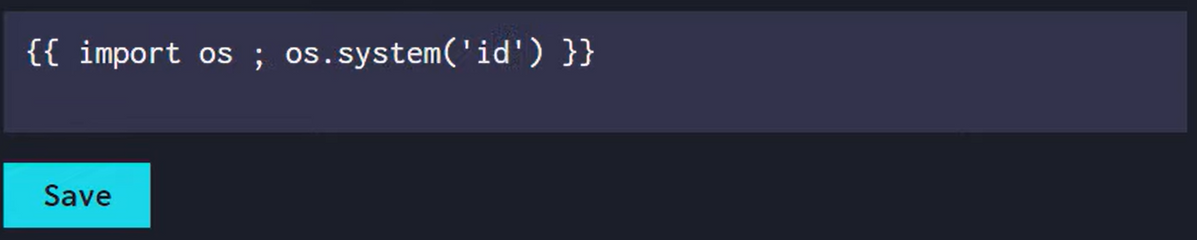 {{ import os ; os.system('id') }}
Save